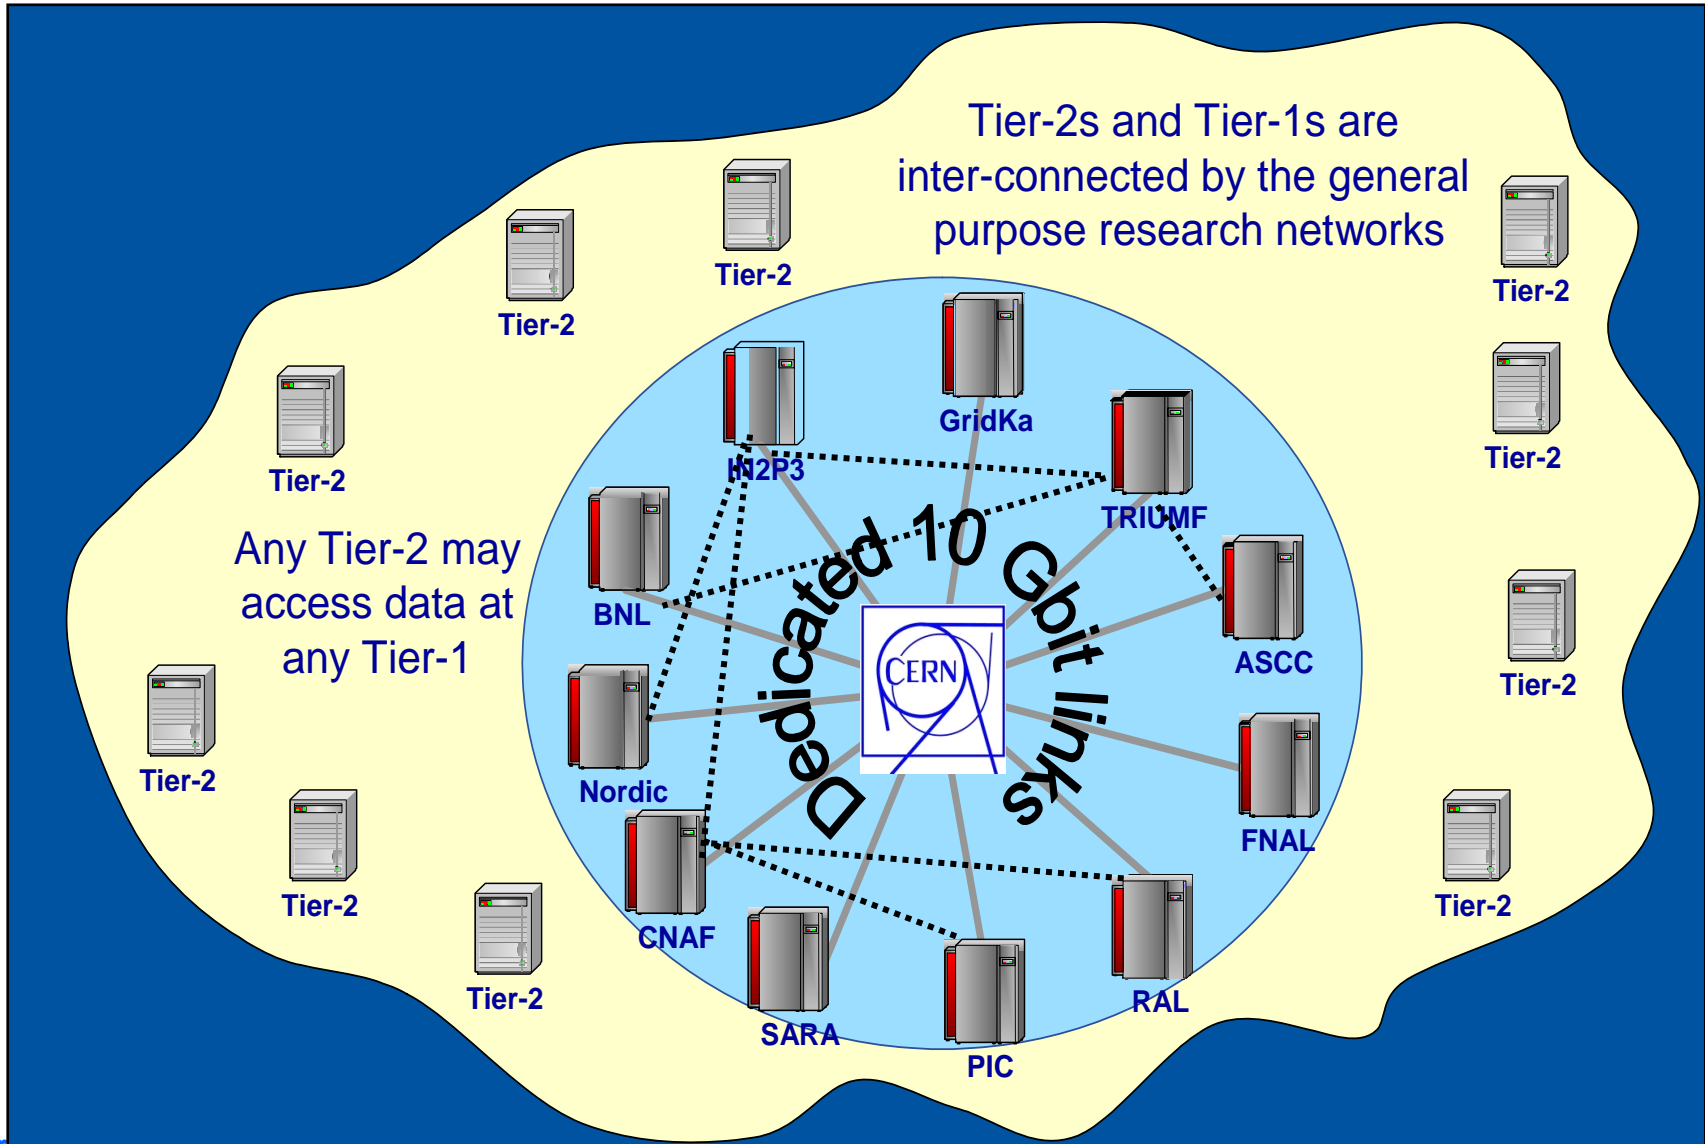 Tier-2s and Tier-1s are
inter-connected by the general
purpose research networks
Tier-2
Tier-2
Tier-2
Tier-2
GridKa
Tier-2
IN2P3
Tier-2
TRIUMF
Any Tier-2 may
access data at
any Tier-1
Dedicated 10 Gbit links
BNL
ASCC
CERN
Tier-2
Tier-2
Nordic
FNAL
Tier-2
Tier-2
CNAF
Tier-2
RAL
SARA
PIC